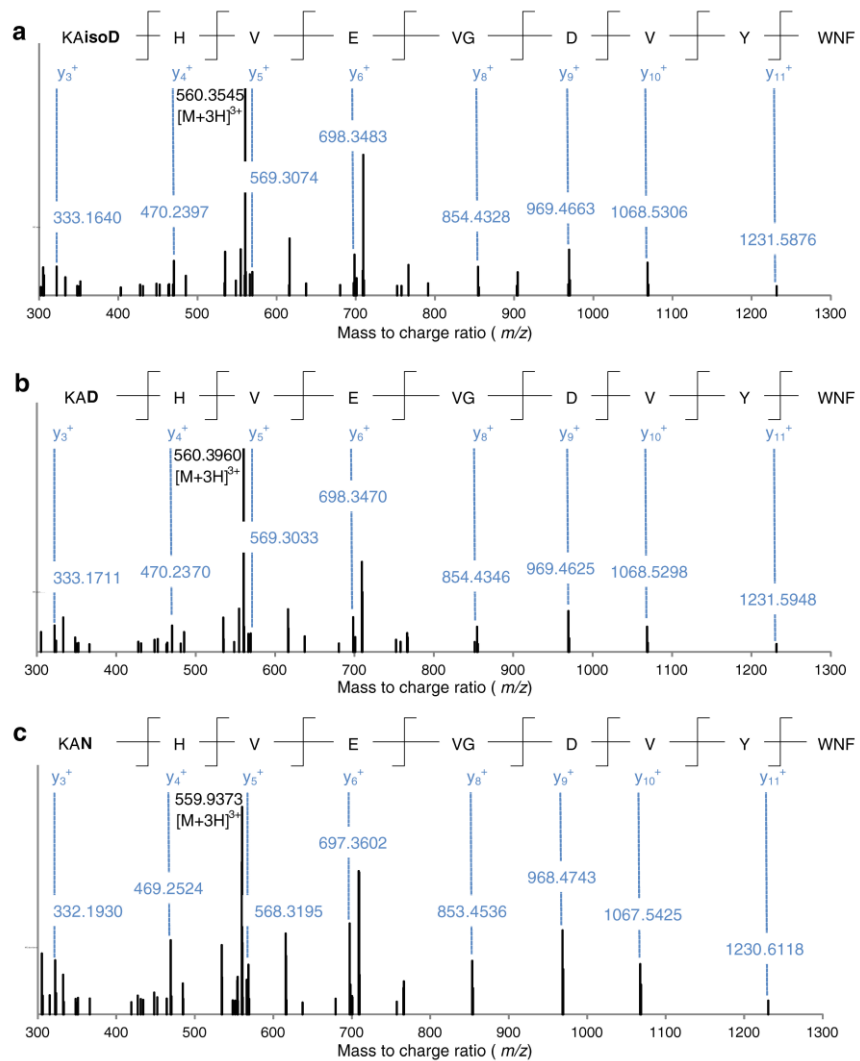 a
KAisoD H V E VG D V Y WNF
y3+ y4+ y5+ y6+ y8+ y9+ y10+ y11+
560.3545
[M+3H]3+
698.3483
569.3074
333.1640 470.2397 854.4328 969.4663 1068.5306
1231.5876
300 400 500 600 700 800 900 1000 1100 1200 1300
Mass to charge ratio ( m/z)
b
KAD H V E VG D V Y WNF
y3+ y4+ y5+ y6+ y8+ y9+ y10+ y11+
560.3960
[M+3H]3+
698.3470
569.3033
333.1711 470.2370 854.4346 969.4625 1068.5298
1231.5948
300 400 500 600 700 800 900 1000 1100 1200 1300
Mass to charge ratio ( m/z)
c
KAN H V E VG D V Y WNF
y3+ y4+ y5+ y6+ y8+ y9+ y10+ y11+
559.9373
[M+3H]3+
697.3602
469.2524 968.4743
332.1930 568.3195 853.4536 1067.5425
1230.6118
300 400 500 600 700 800 900 1000 1100 1200 1300
Mass to charge ratio ( m/z)